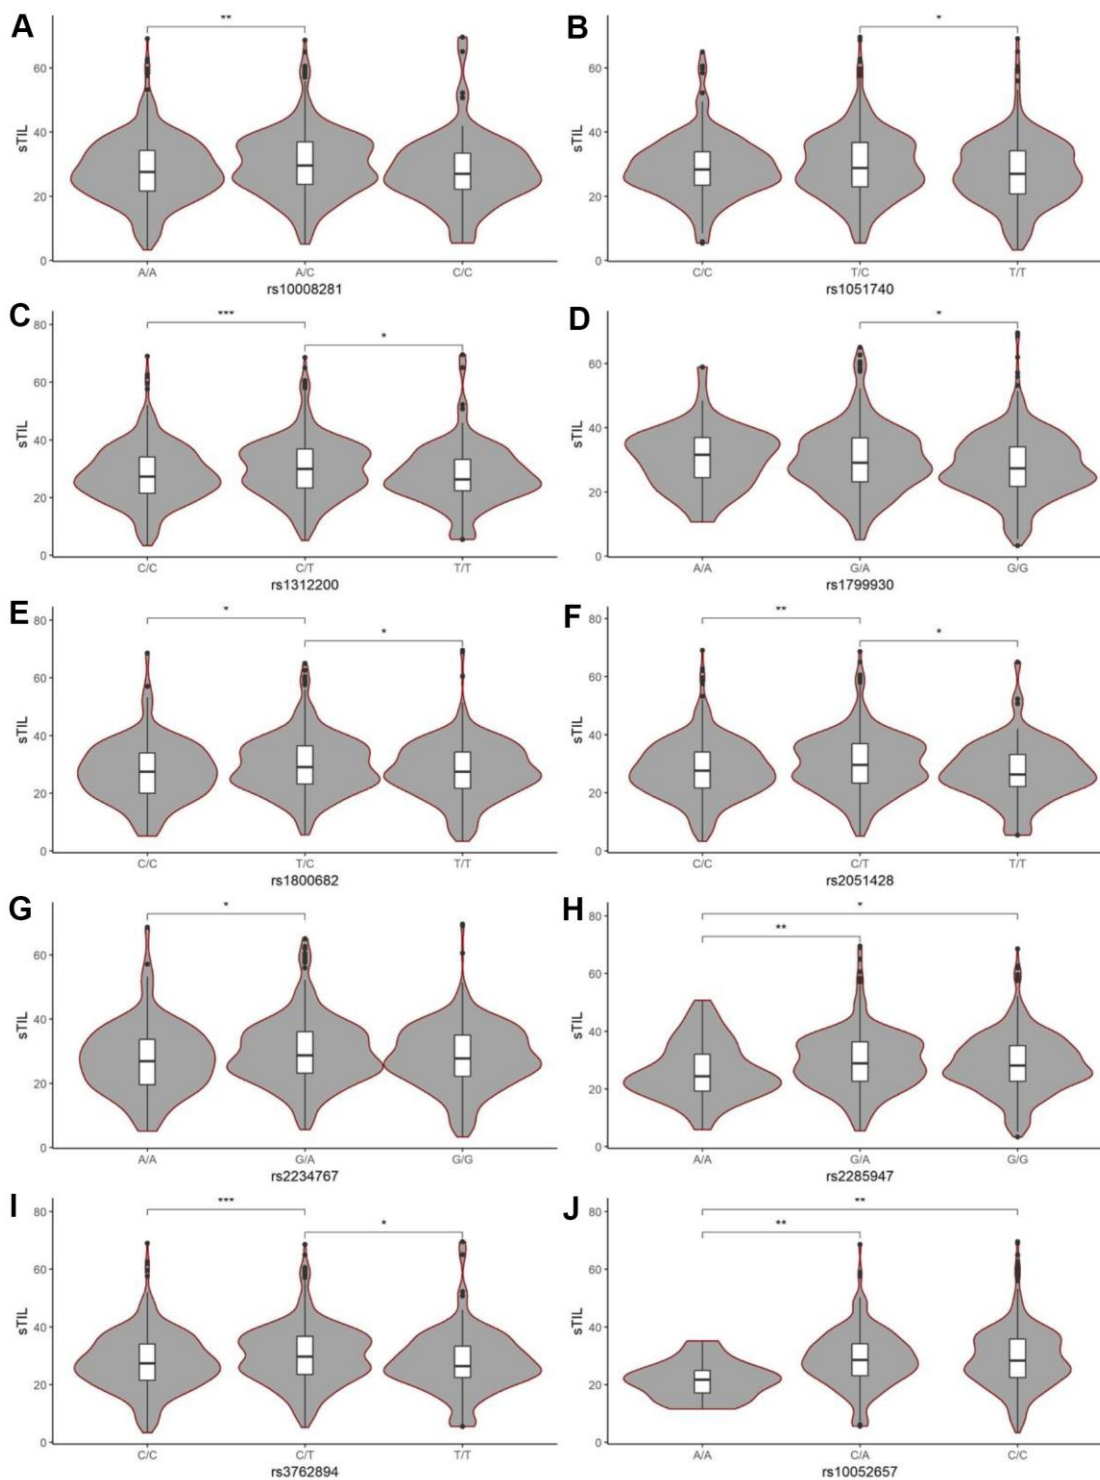 A
**
sTIL
60
40
20
0
A/A A/C C/C
rs10008281
B
*
sTIL
60
40
20
0
C/C T/C T/T
rs1051740
C
***
*
sTIL
80
60
40
20
0
C/C C/T T/T
rs1312200
D
*
sTIL
60
40
20
0
A/A G/A G/G
rs1799930
E
*
*
sTIL
80
60
40
20
0
C/C T/C T/T
rs1800682
F
**
*
sTIL
80
60
40
20
0
C/C C/T T/T
rs2051428
G
*
sTIL
60
40
20
0
A/A G/A G/G
rs2234767
H
*
**
sTIL
80
60
40
20
0
A/A G/A G/G
rs2285947
I
***
*
sTIL
80
60
40
20
0
C/C C/T T/T
rs3762894
J
**
**
sTIL
80
60
40
20
0
A/A C/A C/C
rs10052657